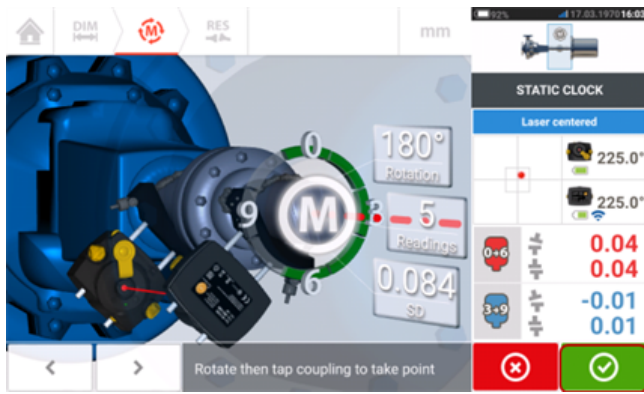 DIM
M
RES
mm
92%
17.03.1970 16:03
STATIC CLOCK
Laser centered
225.0°
225.0°
0+6
0.04
0.04
3+9
-0.01
0.01
0
3
6
9
M
180°
Rotation
5
Readings
0.084
SD
Rotate then tap coupling to take point